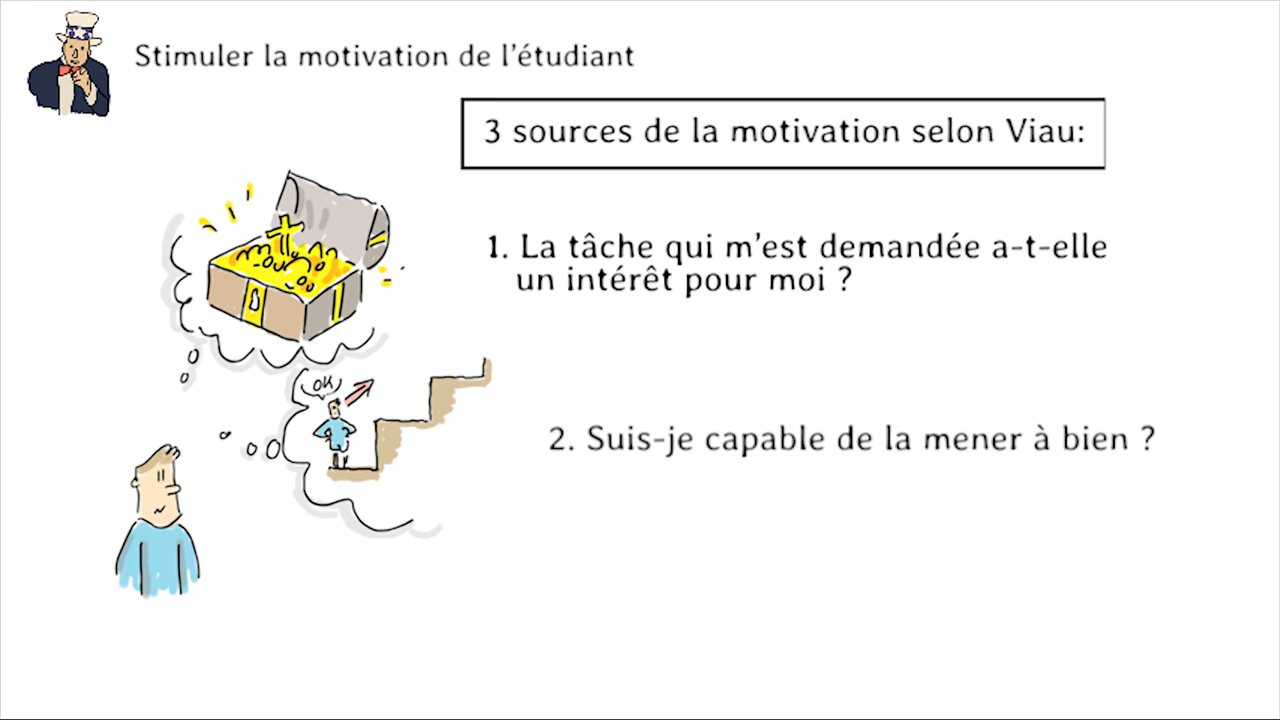 Stimuler la motivation de l'étudiant
3 sources de la motivation selon Viau:
1. La tâche qui m'est demandée a-t-elle
un intérêt pour moi ?
OK
2. Suis-je capable de la mener à bien ?